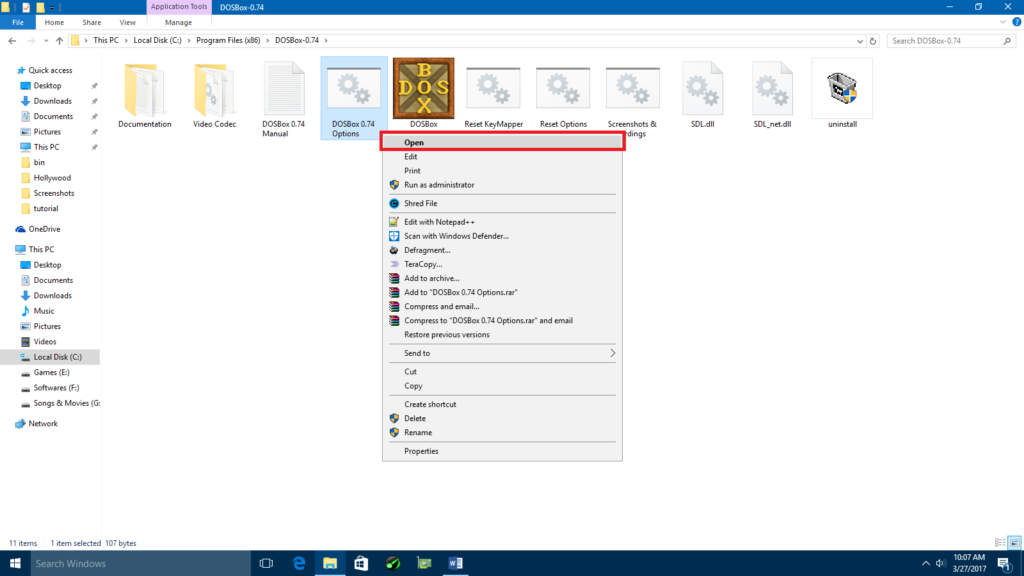 Application Tools
DOSBox-0.74
File
Home
Share
View
Manage
This PC
Local Disk (C:)
Program Files (x86)
DOSBox-0.74
Search DOSBox-0.74
Quick access
Desktop
Downloads
Documents
Pictures
This PC
bin
Hollywood
Screenshots
tutorial
OneDrive
This PC
Desktop
Documents
Downloads
Music
Pictures
Videos
Local Disk (C:)
Games (E:)
Softwares (F:)
Songs & Movies (G:
Network
Documentation
Video Codec
DOSBox 0.74
Manual
DOSBox 0.74
Options
BOX
DOS
DOSBox
Reset KeyMapper
Reset Options
Screenshots &
rdings
SDL.dll
SDL_net.dll
uninstall
Open
Edit
Print
Run as administrator
Shred File
Edit with Notepad++
Scan with Windows Defender...
Defragment...
TeraCopy...
Add to archive...
Add to "DOSBox 0.74 Options.rar"
Compress and email...
Compress to "DOSBox 0.74 Options.rar" and email
Restore previous versions
Send to
Cut
Copy
Create shortcut
Delete
Rename
Properties
11 items
1 item selected 107 bytes
Search Windows
10:07 AM
3/27/2017